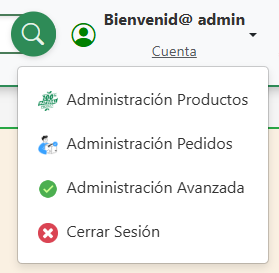 Bienvenid@ admin
Cuenta
Administración Productos
Administración Pedidos
Administración Avanzada
Cerrar Sesión